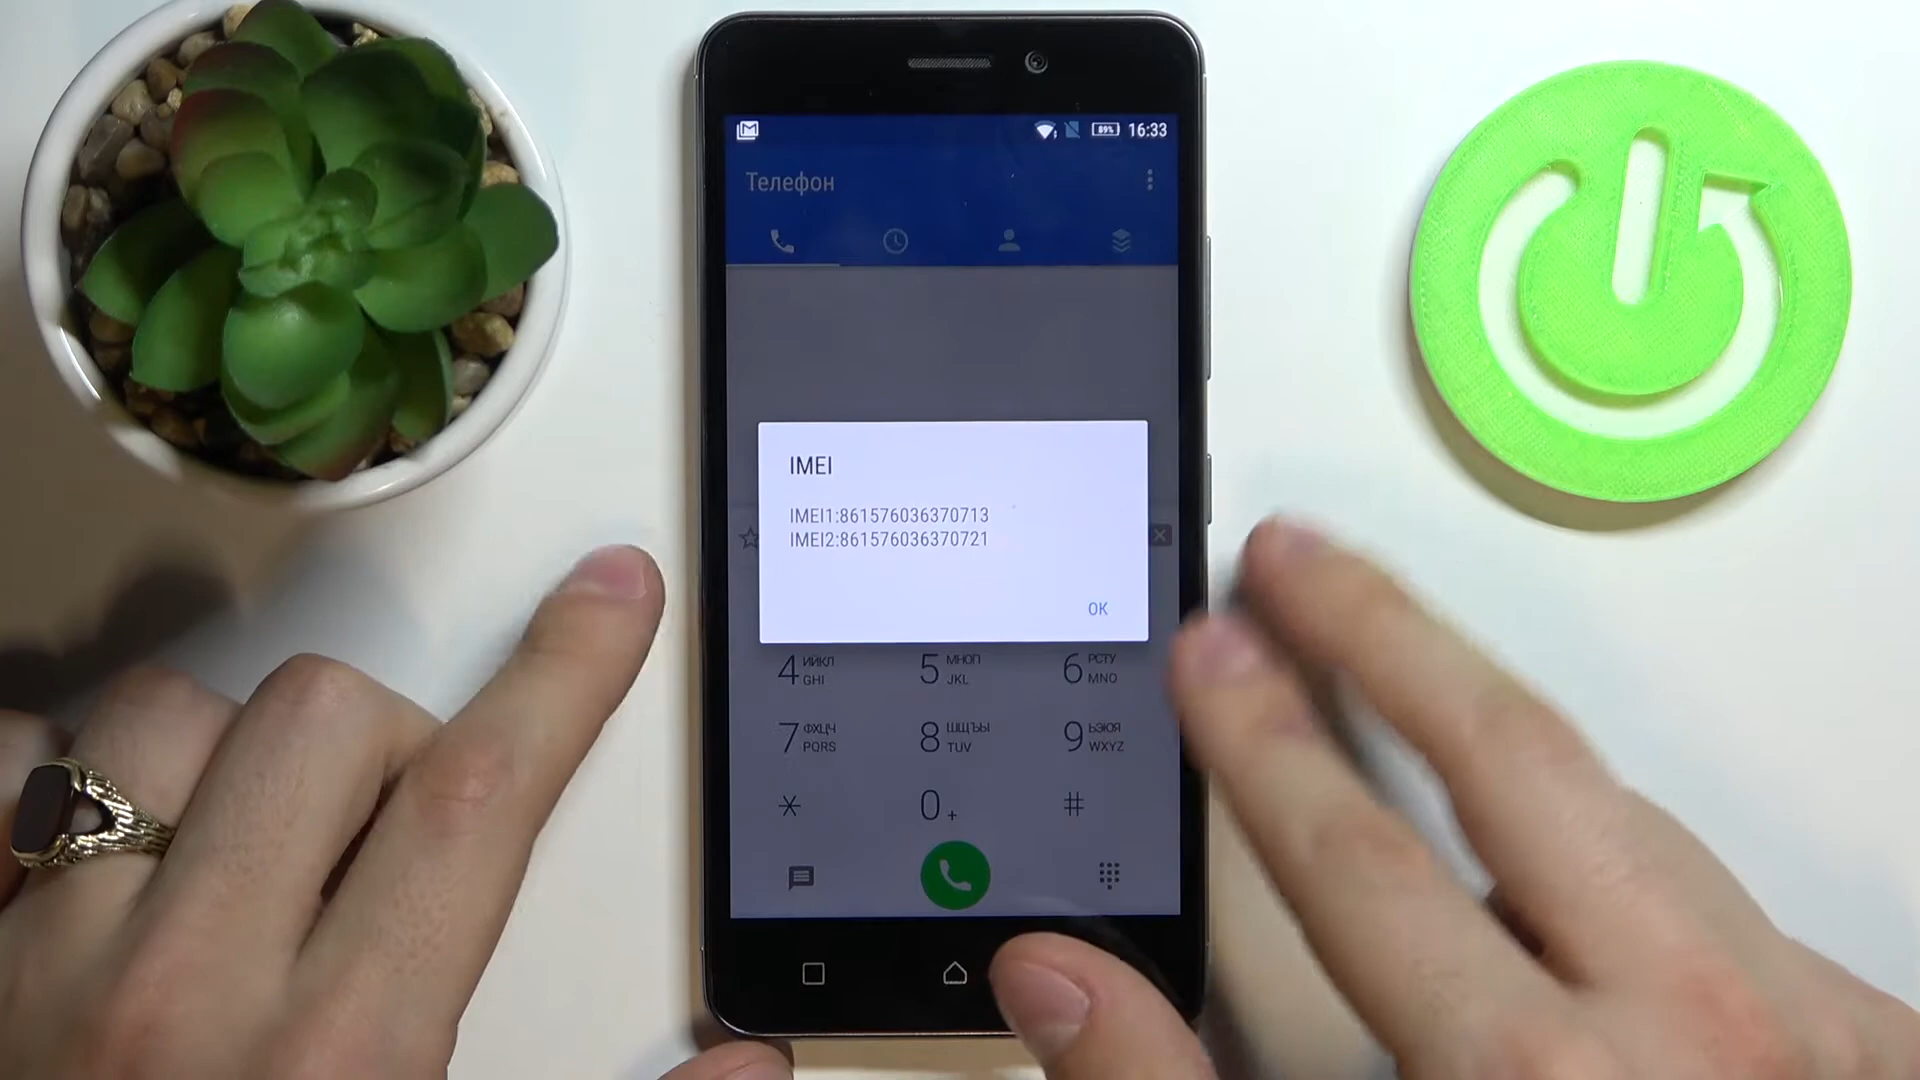 89% 16:33
Телефон
IMEI
IMEI1:861576036370713
IMEI2:861576036370721
OK
4 ИЙКЛ GHI 5 МНОП JKL 6 РСТУ MNO
7 ФХЦЧ PQRS 8 ШЩЪЫ TUV 9 ЬЭЮЯ WXYZ
* 0 + #